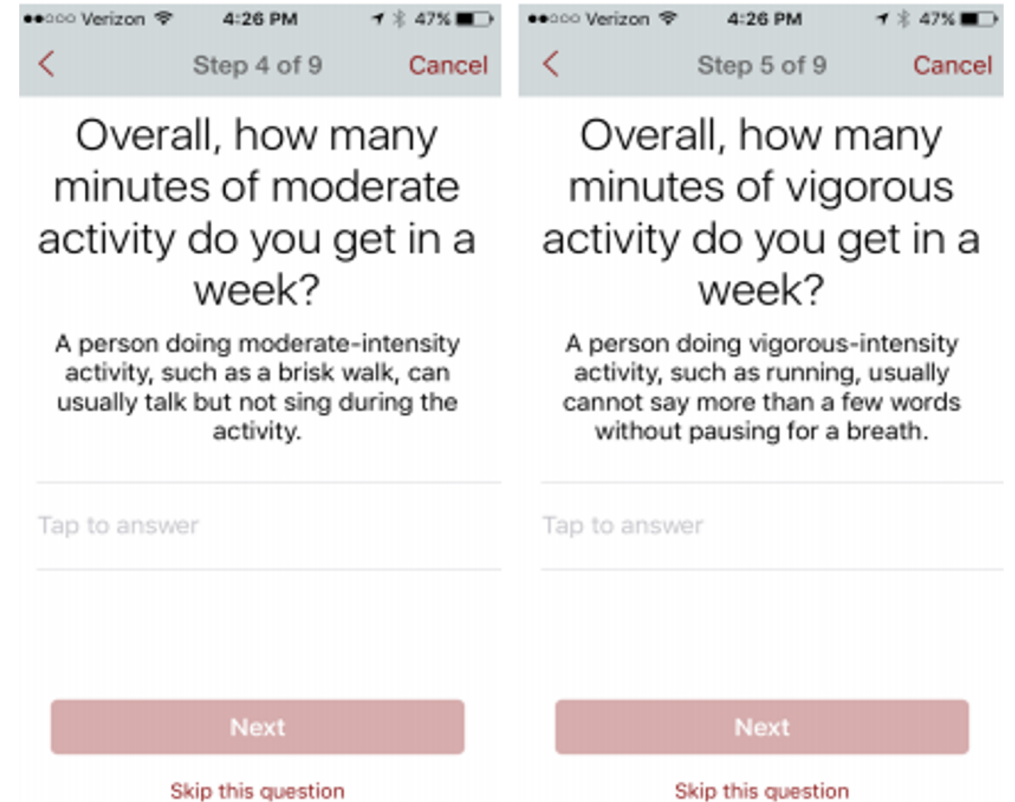 Verizon 4:26 PM 47%
Step 4 of 9 Cancel
Overall, how many
minutes of moderate
activity do you get in a
week?
A person doing moderate-intensity
activity, such as a brisk walk, can
usually talk but not sing during the
activity.
Tap to answer
Next
Skip this question
Verizon 4:26 PM 47%
Step 5 of 9 Cancel
Overall, how many
minutes of vigorous
activity do you get in a
week?
A person doing vigorous-intensity
activity, such as running, usually
cannot say more than a few words
without pausing for a breath.
Tap to answer
Next
Skip this question